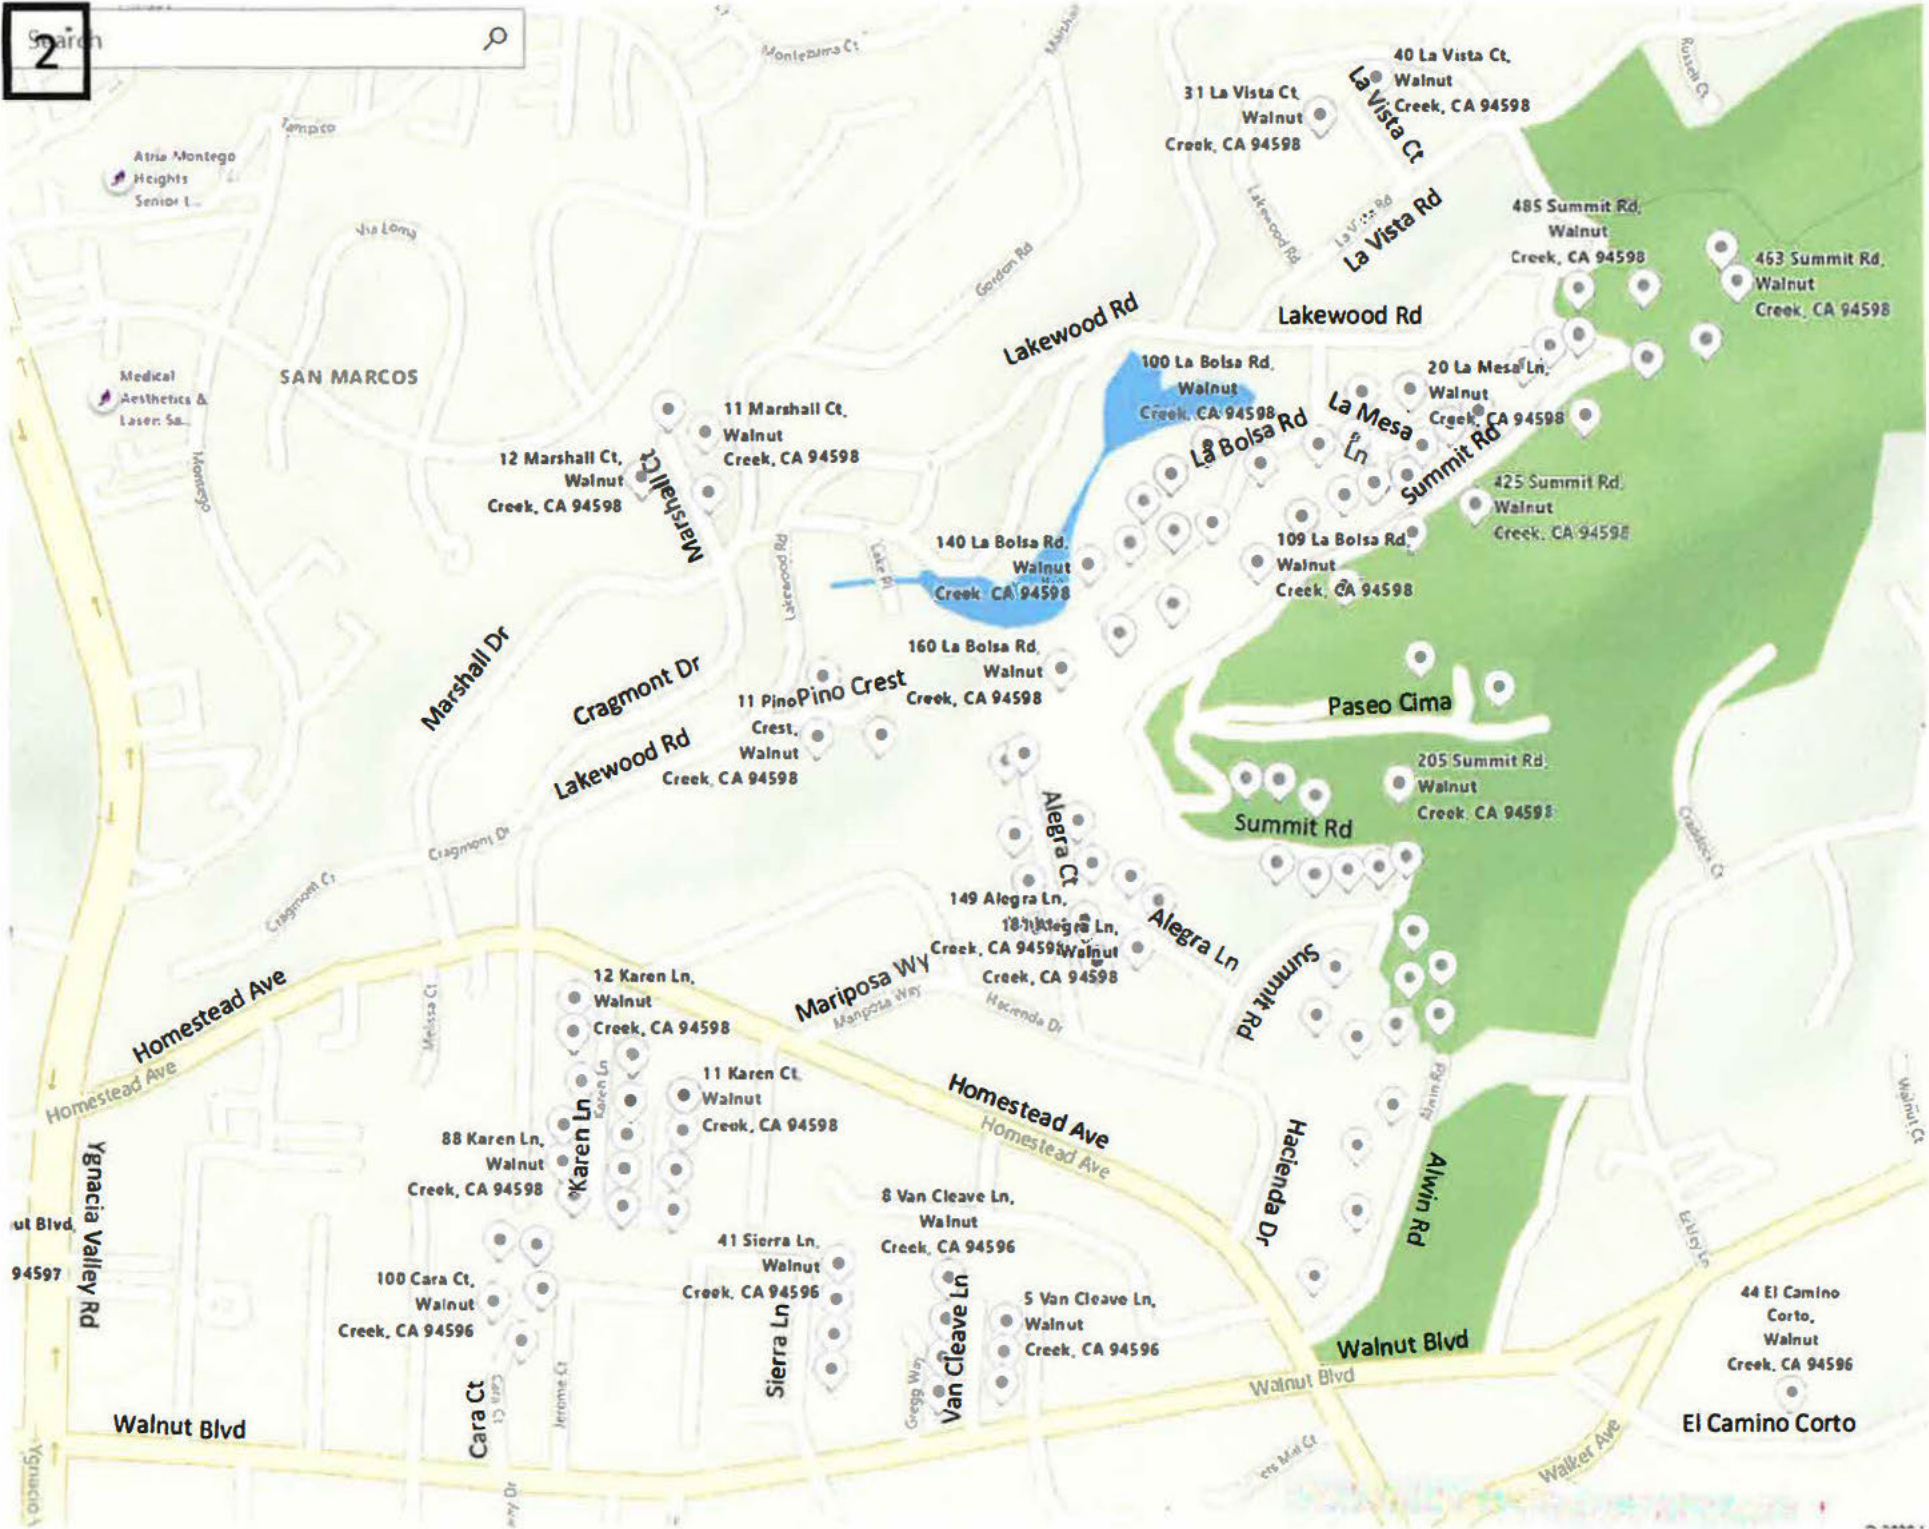 2
Search
Montezuma Ct
Marshall
Russell Ct
40 La Vista Ct,
Walnut
Creek, CA 94598
31 La Vista Ct,
Walnut
Creek, CA 94598
La Vista Ct
Tampico
Atria Montego
Heights
Senior L...
Via Loma
Lakewood Rd
La Vista Rd
La Vista Rd
Gordon Rd
485 Summit Rd,
Walnut
Creek, CA 94598
463 Summit Rd,
Walnut
Creek, CA 94598
Lakewood Rd
Lakewood Rd
SAN MARCOS
Medical
Aesthetics &
Laser: Sa...
Montego
100 La Bolsa Rd,
Walnut
Creek, CA 94598
La Bolsa Rd
La Mesa
Ln
20 La Mesa Ln,
Walnut
Creek, CA 94598
Summit Rd
11 Marshall Ct,
Walnut
Creek, CA 94598
12 Marshall Ct,
Walnut
Creek, CA 94598
Marshall Ct
425 Summit Rd,
Walnut
Creek, CA 94598
140 La Bolsa Rd,
Walnut
Creek, CA 94598
109 La Bolsa Rd,
Walnut
Creek, CA 94598
Lakewood Rd
Lake Pl
Marshall Dr
Cragmont Dr
160 La Bolsa Rd,
Walnut
Creek, CA 94598
Pino Crest
11 Pino
Crest,
Walnut
Creek, CA 94598
Lakewood Rd
Paseo Cima
205 Summit Rd,
Walnut
Creek, CA 94598
Summit Rd
Alegra Ct
Cragmont Dr
Cragmont Ct
Craddock Ct
149 Alegra Ln,
Alegra Ln,
Creek, CA 94598
Walnut
Creek, CA 94598
Alegra Ln
Summit Rd
Mariposa Wy
Mariposa Way
Hacienda Dr
Homestead Ave
Homestead Ave
Melissa Ct
12 Karen Ln,
Walnut
Creek, CA 94598
Karen Ln
11 Karen Ct,
Walnut
Creek, CA 94598
Karen Ln
88 Karen Ln,
Walnut
Creek, CA 94598
Homestead Ave
Homestead Ave
Hacienda Dr
Alwin Rd
Alwin Rd
Walnut Ct
Ygnacia Valley Rd
ut Blvd,
94597
8 Van Cleave Ln,
Walnut
Creek, CA 94596
41 Sierra Ln,
Walnut
Creek, CA 94596
Sierra Ln
100 Cara Ct,
Walnut
Creek, CA 94596
5 Van Cleave Ln,
Walnut
Creek, CA 94596
Van Cleave Ln
Gregg Way
44 El Camino
Corto,
Walnut
Creek, CA 94596
El Camino Corto
Walnut Blvd
Walnut Blvd
Cara Ct
Cara Ct
Jerome Ct
Walnut Blvd
Walker Ave
ers Mill Ct
Ygnacio